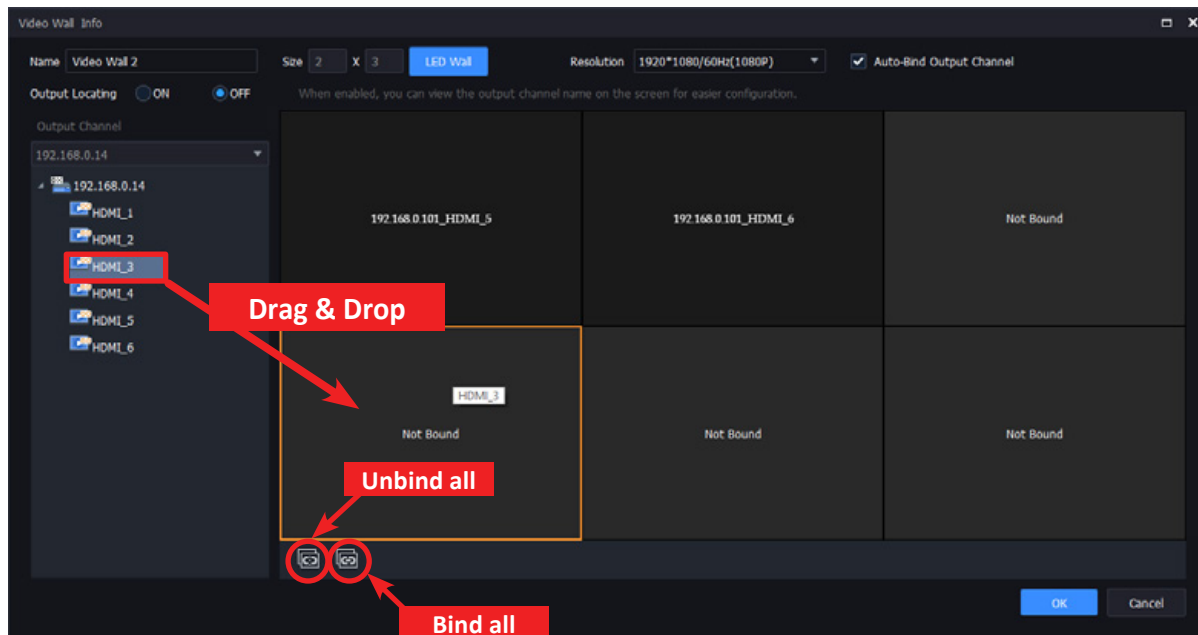 Video Wall Info
Name Video Wall 2 Size 2 X 3 LED Wall Resolution 1920*1080/60Hz(1080P) Auto-Bind Output Channel
Output Locating ON OFF When enabled, you can view the output channel name on the screen for easier configuration.
Output Channel
192.168.0.14
192.168.0.14
HDMI_1
HDMI_2
HDMI_3
HDMI_4
HDMI_5
HDMI_6
192.168.0.101_HDMI_5 192.168.0.101_HDMI_6 Not Bound
Drag & Drop
HDMI_3
Not Bound Not Bound Not Bound
Unbind all
Bind all
OK Cancel